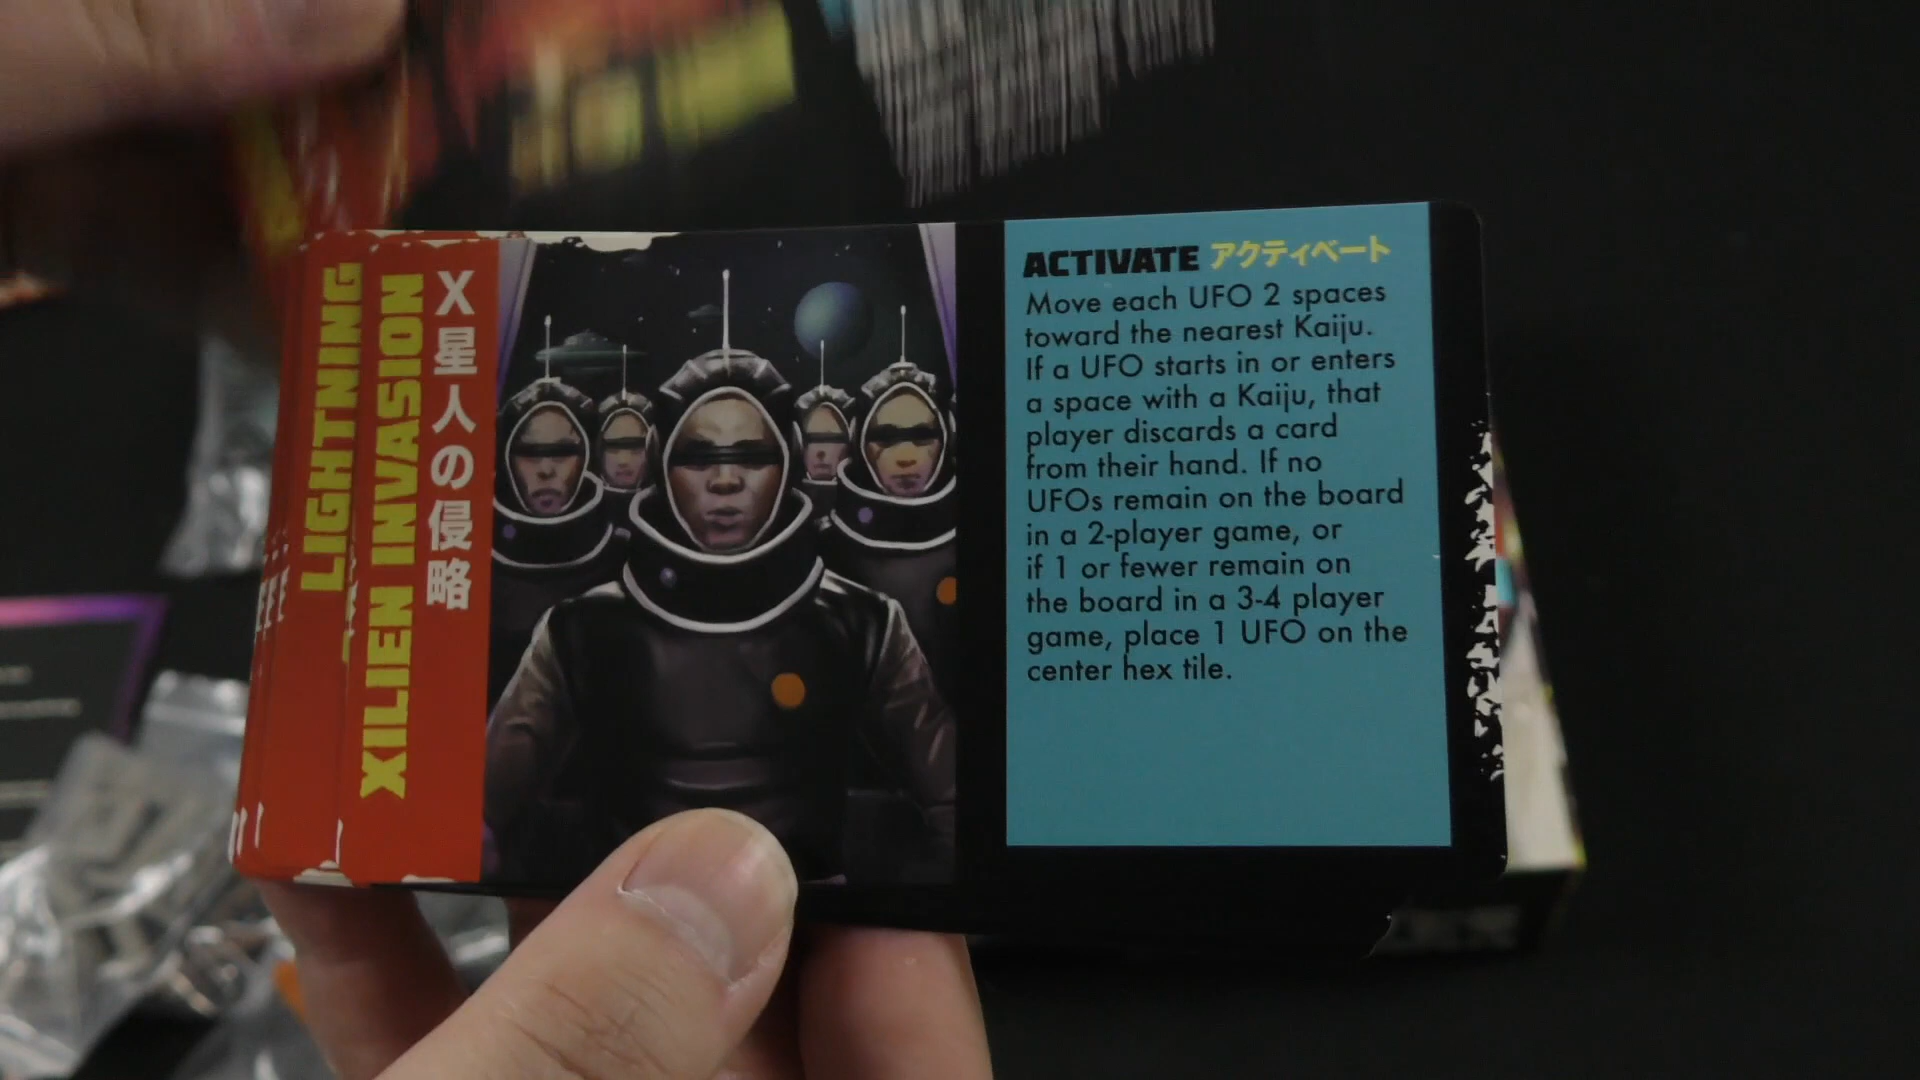 LIGHTNING
XILIEN INVASION
X星人の侵略
ACTIVATE アクティベート
Move each UFO 2 spaces
toward the nearest Kaiju.
If a UFO starts in or enters
a space with a Kaiju, that
player discards a card
from their hand. If no
UFOs remain on the board
in a 2-player game, or
if 1 or fewer remain on
the board in a 3-4 player
game, place 1 UFO on the
center hex tile.